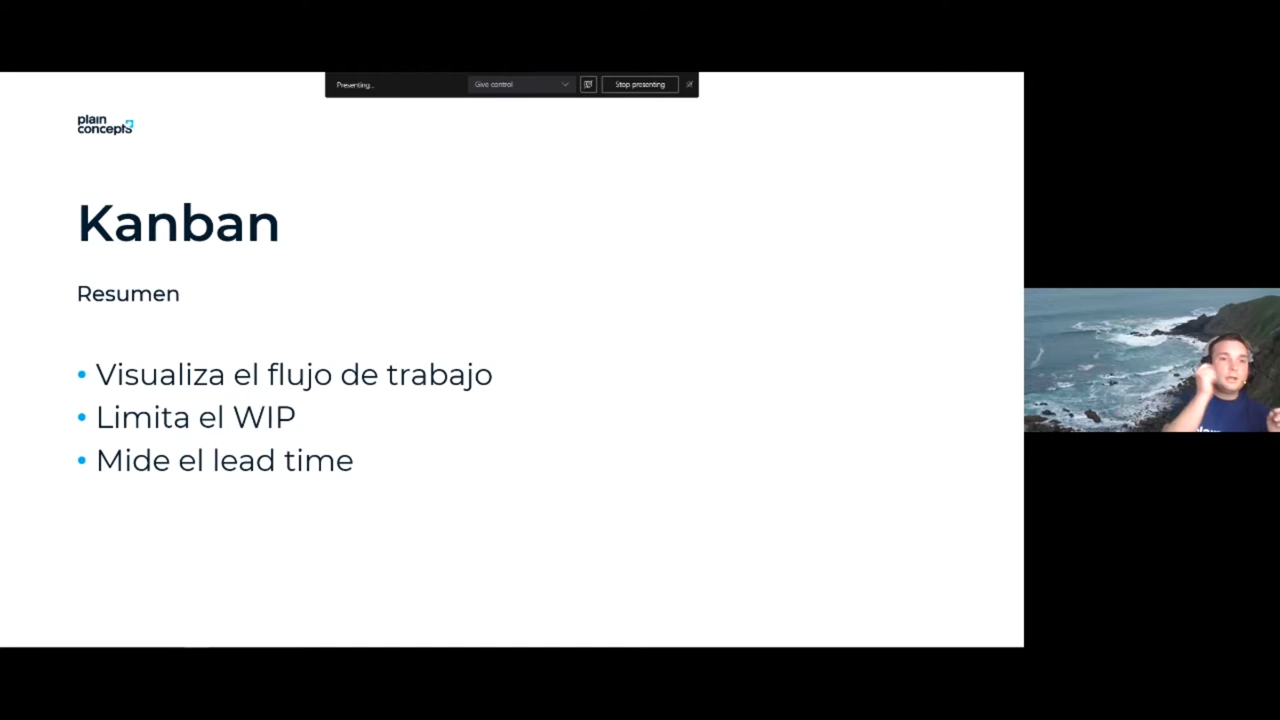 Presenting...
Give control
Stop presenting
plain
concepts
Kanban
Resumen
• Visualiza el flujo de trabajo
• Limita el WIP
• Mide el lead time